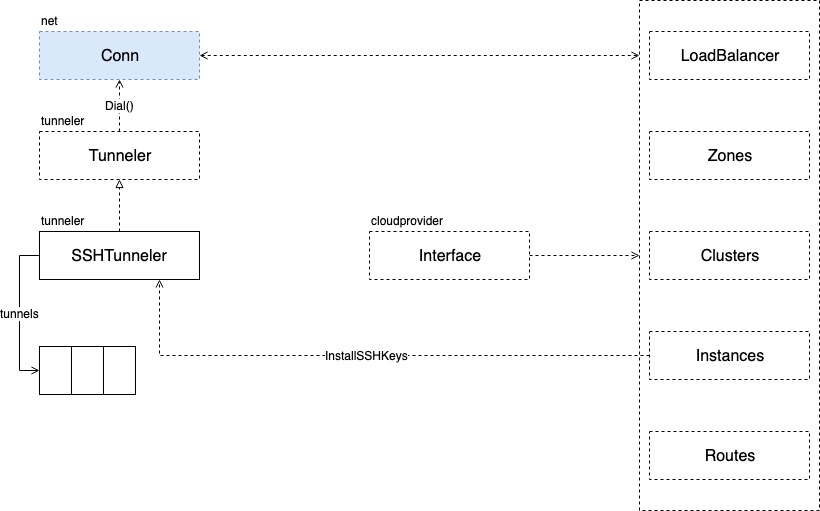 net
Conn
LoadBalancer
Dial()
tunneler
Tunneler
Zones
tunneler
SSHTunneler
cloudprovider
Interface
Clusters
tunnels
InstallSSHKeys
Instances
Routes